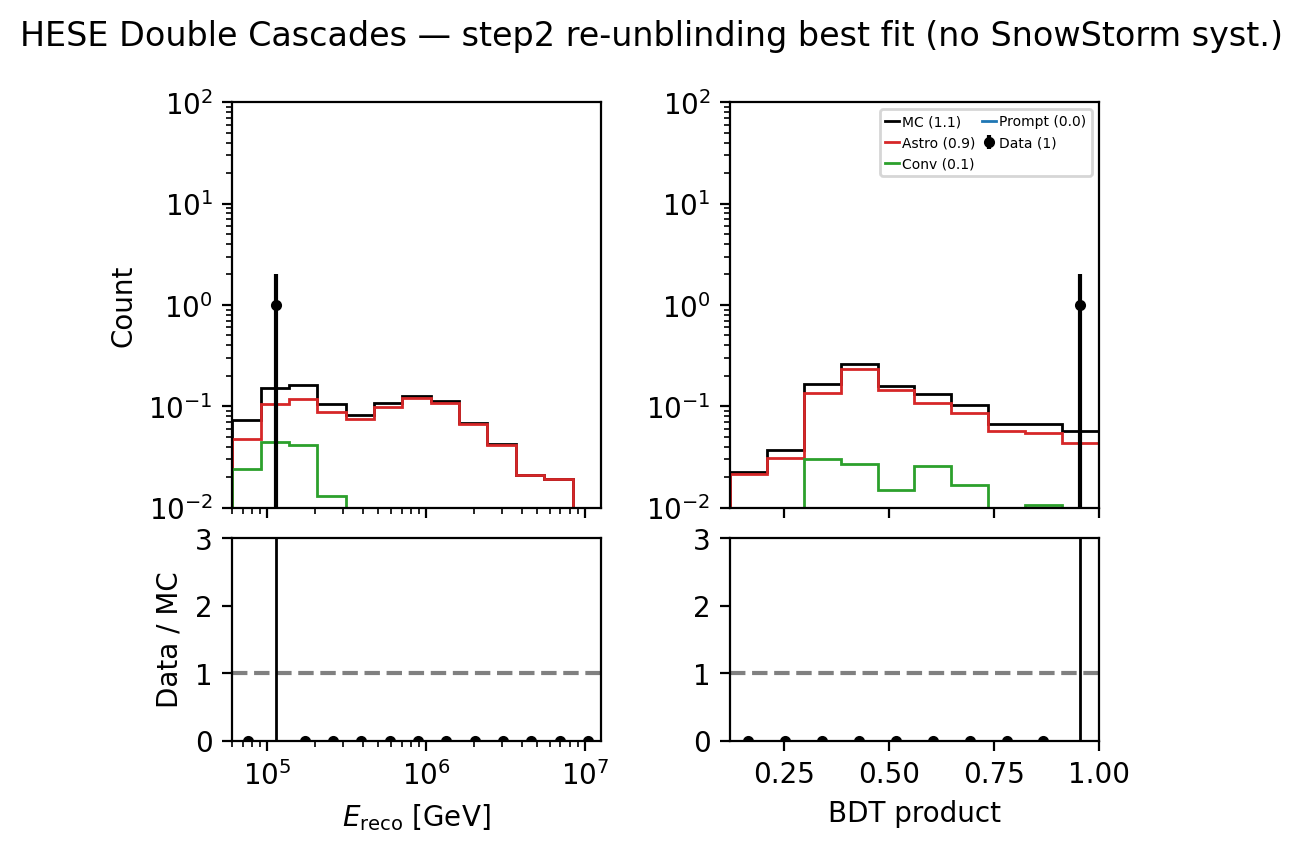 HESE Double Cascades — step2 re-unblinding best fit (no SnowStorm syst.)
Count
10²
10¹
10⁰
10⁻¹
10⁻²
10²
10¹
10⁰
10⁻¹
10⁻²
MC (1.1)
Astro (0.9)
Conv (0.1)
Prompt (0.0)
Data (1)
Data / MC
3
2
1
0
10⁵
10⁶
10⁷
E_reco [GeV]
3
2
1
0
0.25
0.50
0.75
1.00
BDT product